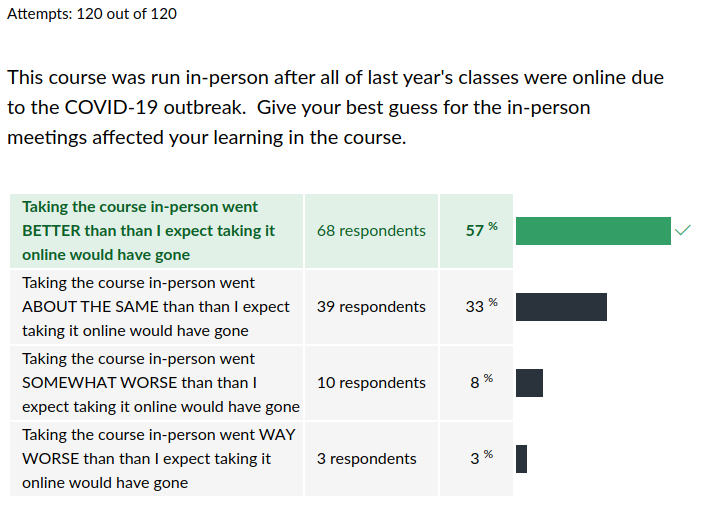 Attempts: 120 out of 120
This course was run in-person after all of last year's classes were online due
to the COVID-19 outbreak.  Give your best guess for the in-person
meetings affected your learning in the course.
Taking the course in-person went
BETTER than than I expect taking it
online would have gone
68 respondents
57 %
Taking the course in-person went
ABOUT THE SAME than than I expect
taking it online would have gone
39 respondents
33 %
Taking the course in-person went
SOMEWHAT WORSE than than I
expect taking it online would have gone
10 respondents
8 %
Taking the course in-person went WAY
WORSE than than I expect taking it
online would have gone
3 respondents
3 %